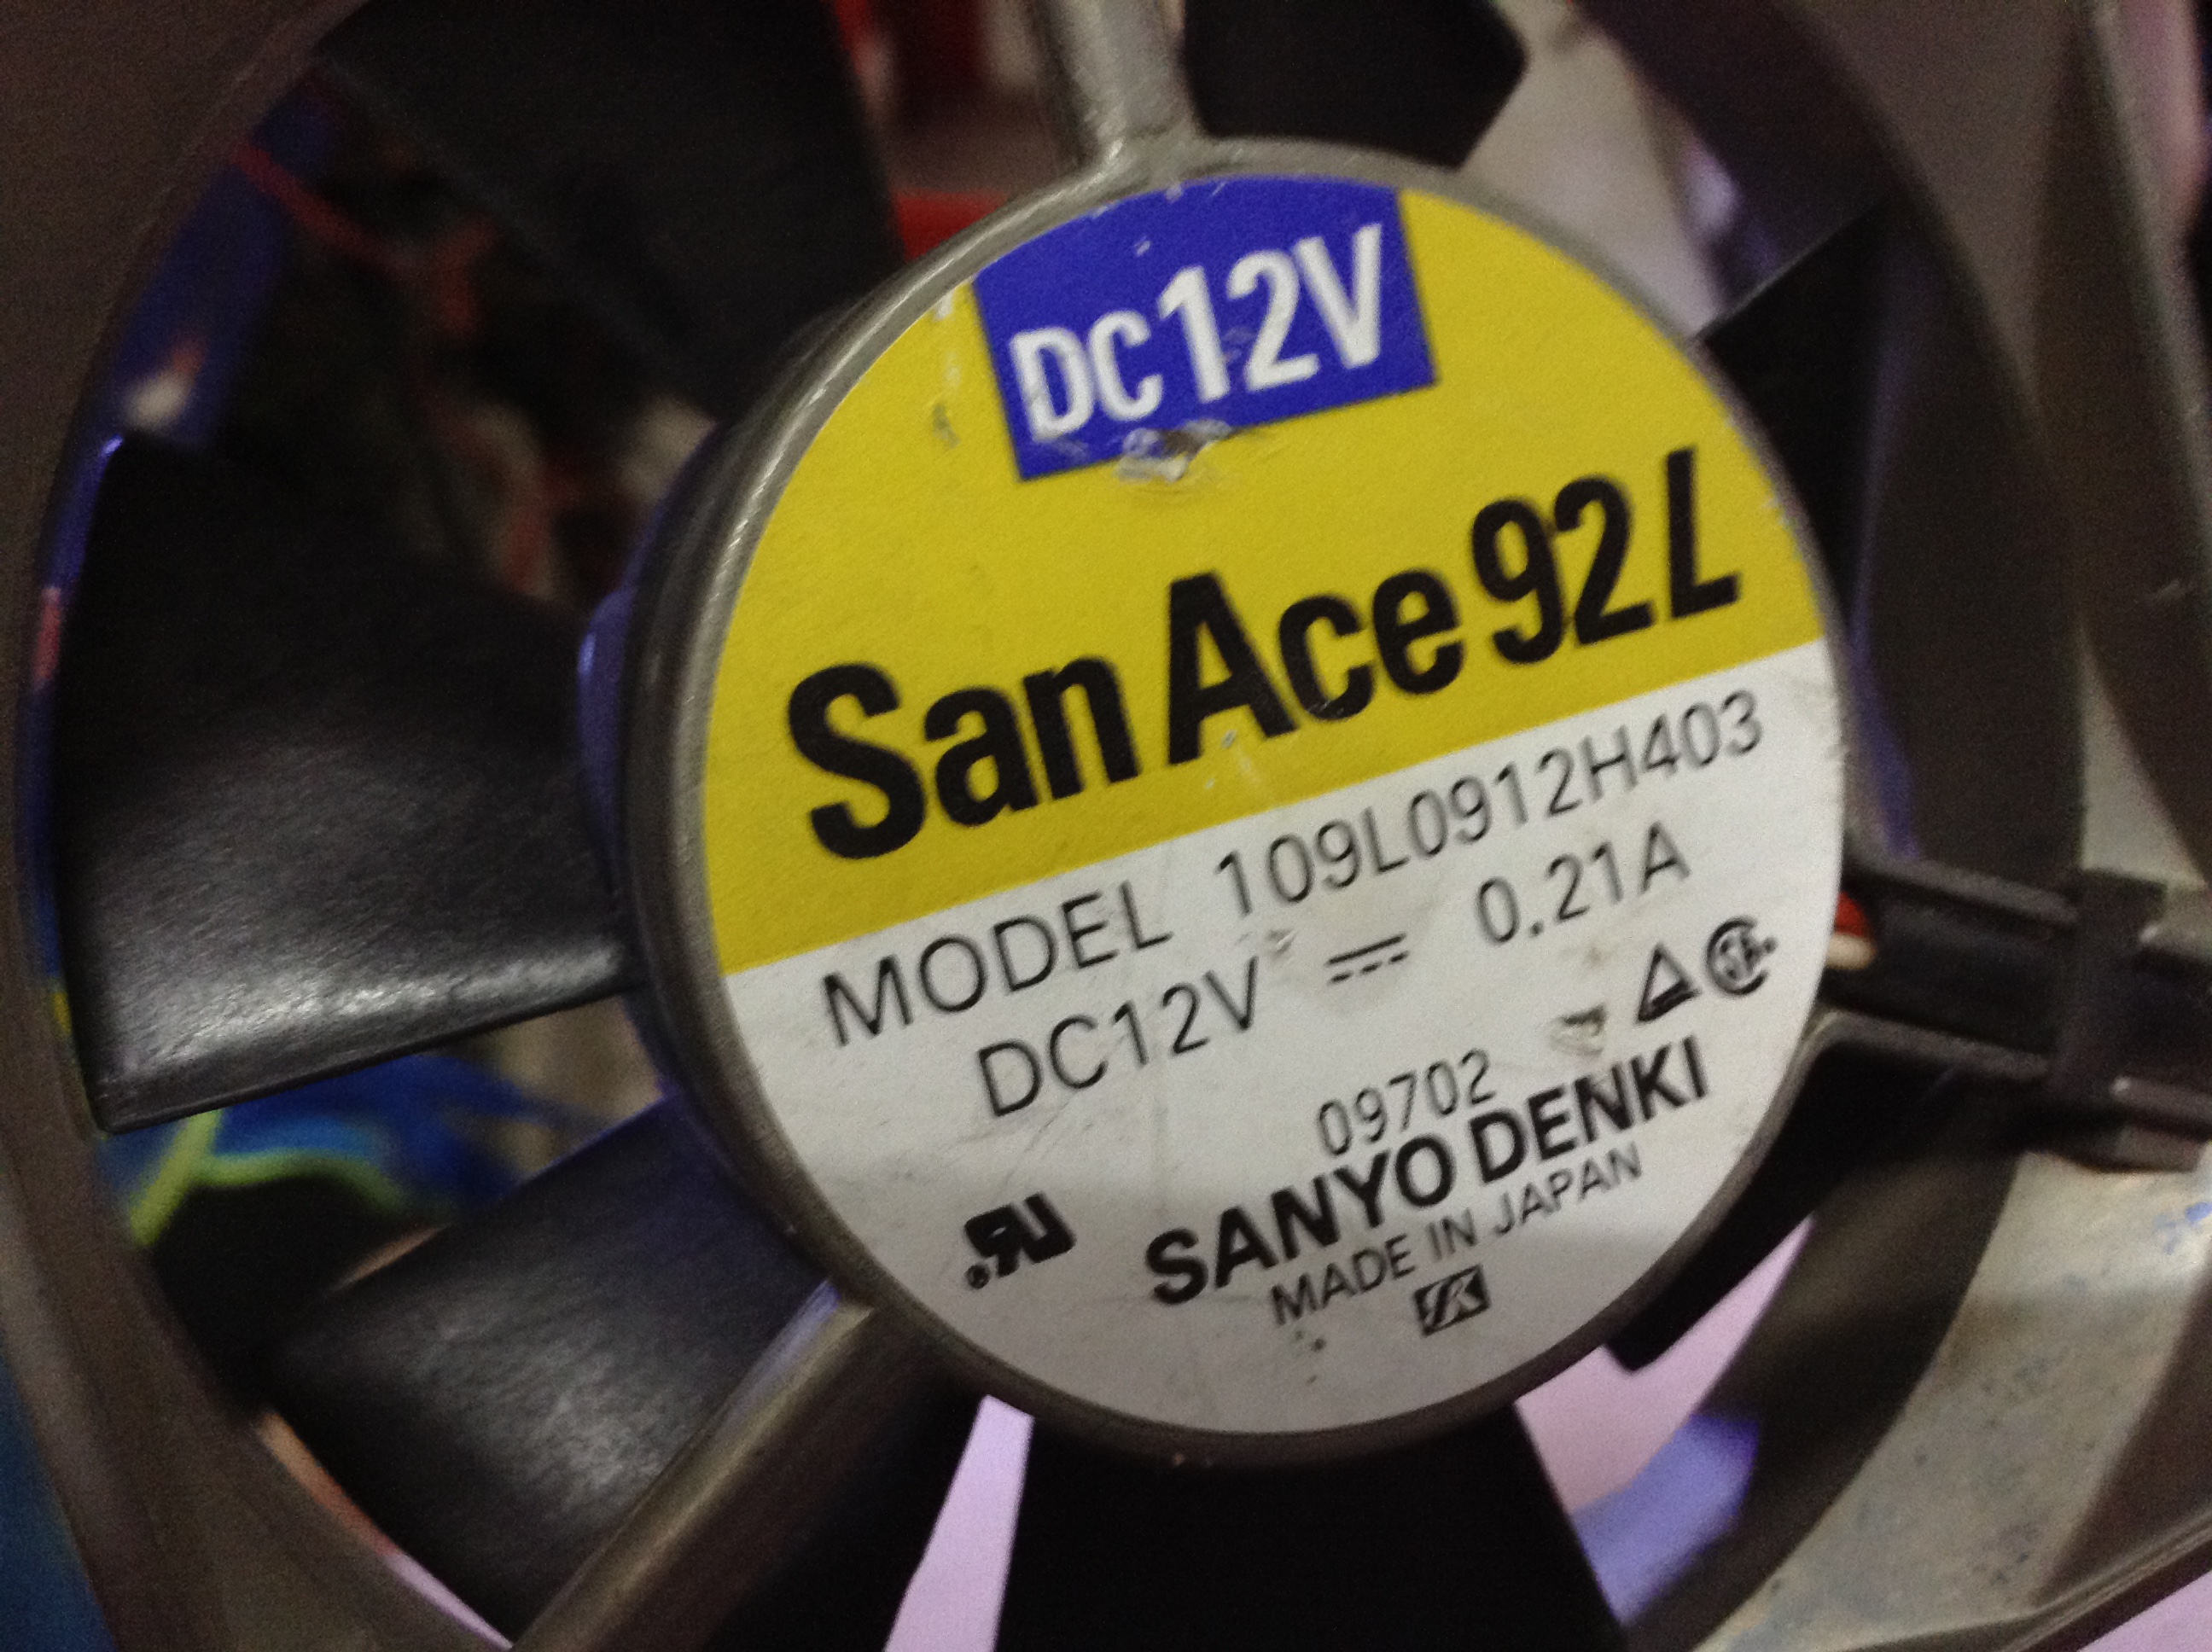 DC12V
San Ace 92L
MODEL 109L0912H403
DC12V ⎓ 0.21A
09702
SANYO DENKI
MADE IN JAPAN